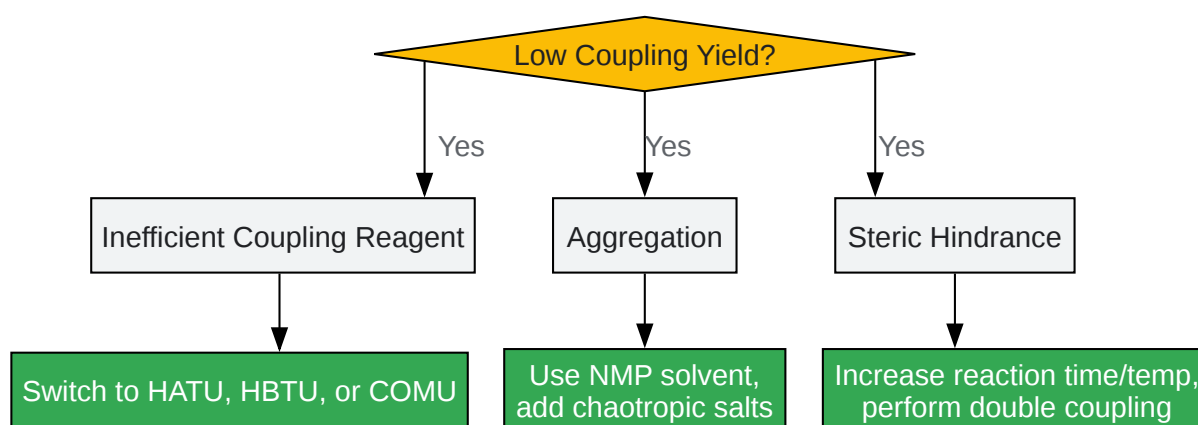 Low Coupling Yield?
Yes
Yes
Yes
Inefficient Coupling Reagent
Aggregation
Steric Hindrance
Switch to HATU, HBTU, or COMU
Use NMP solvent,
add chaotropic salts
Increase reaction time/temp,
perform double coupling